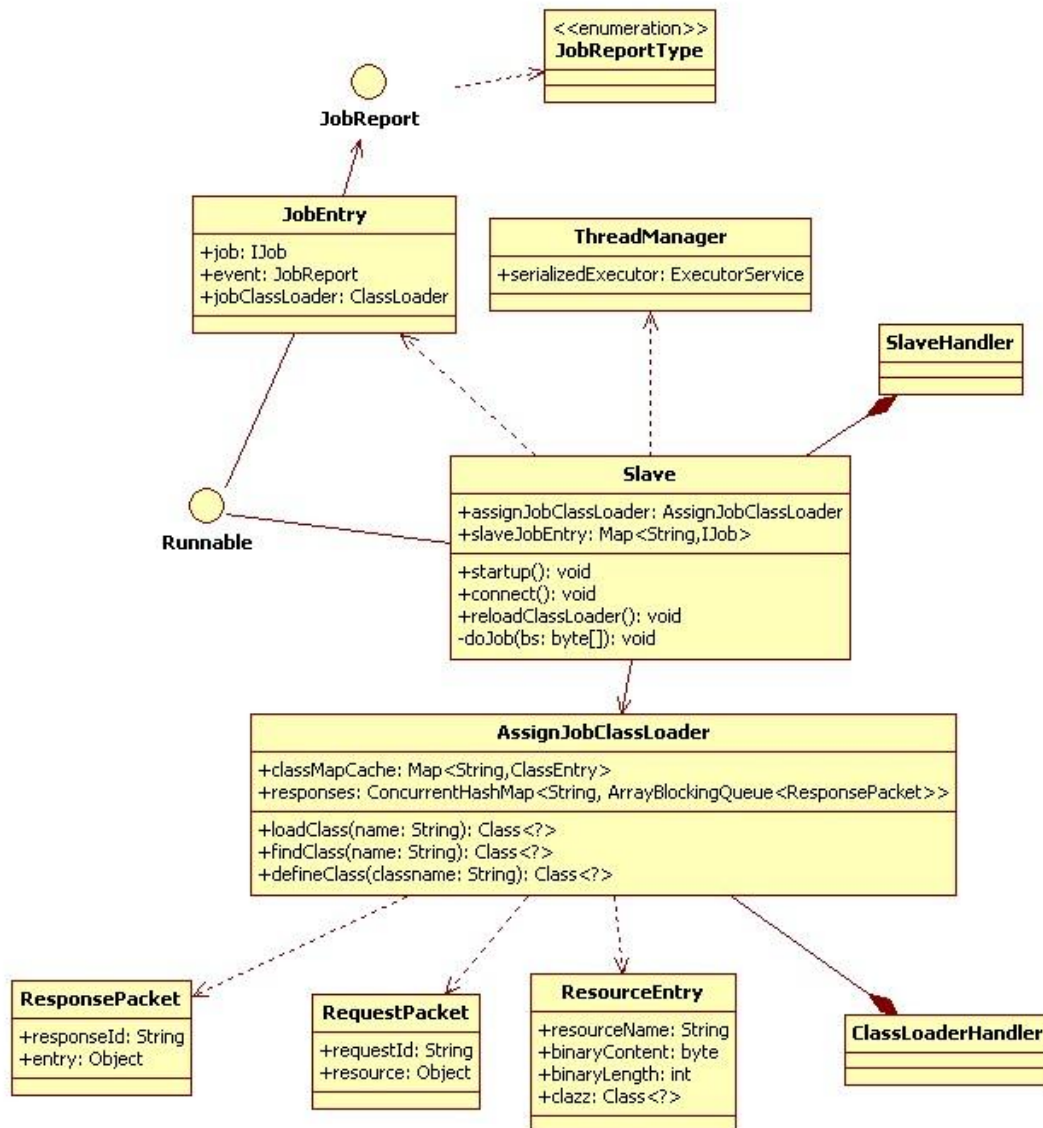 <<enumeration>>
JobReportType
JobReport
JobEntry
+job: IJob
+event: JobReport
+jobClassLoader: ClassLoader
ThreadManager
+serializedExecutor: ExecutorService
SlaveHandler
Runnable
Slave
+assignJobClassLoader: AssignJobClassLoader
+slaveJobEntry: Map<String,IJob>
+startup(): void
+connect(): void
+reloadClassLoader(): void
-doJob(bs: byte[]): void
AssignJobClassLoader
+classMapCache: Map<String,ClassEntry>
+responses: ConcurrentHashMap<String, ArrayBlockingQueue<ResponsePacket>>
+loadClass(name: String): Class<?>
+findClass(name: String): Class<?>
+defineClass(classname: String): Class<?>
ResponsePacket
+responseId: String
+entry: Object
RequestPacket
+requestId: String
+resource: Object
ResourceEntry
+resourceName: String
+binaryContent: byte
+binaryLength: int
+clazz: Class<?>
ClassLoaderHandler